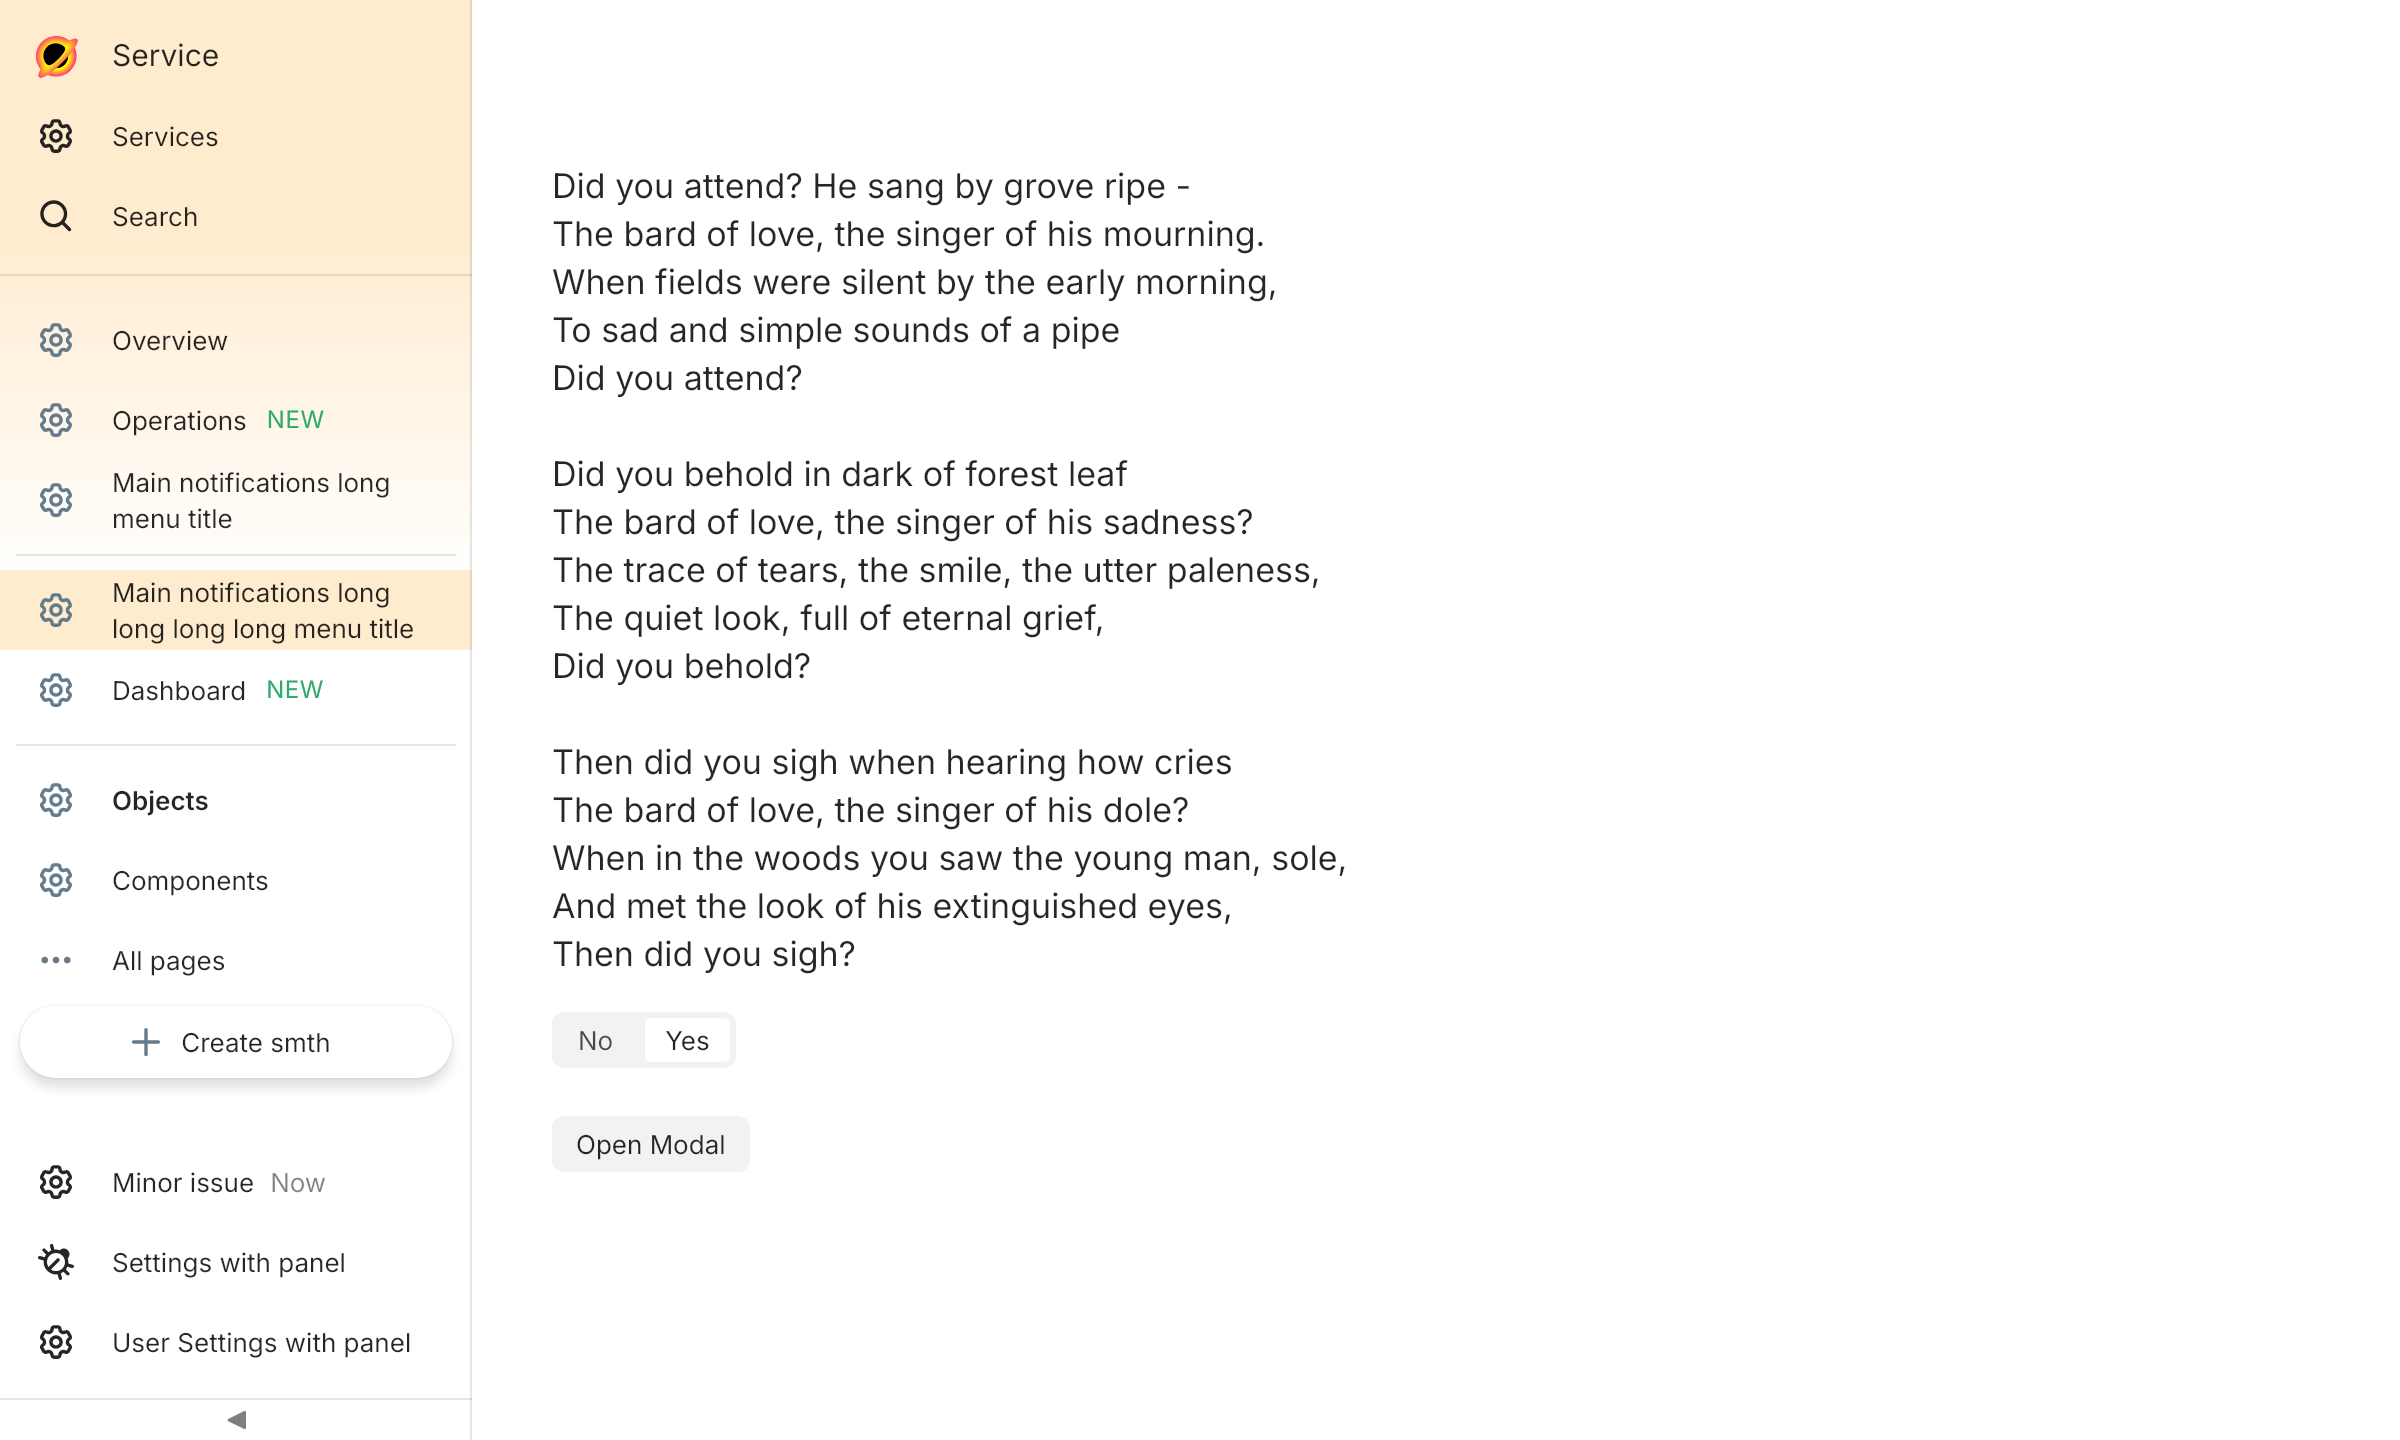 Service
Services
Search
Overview
Operations NEW
Main notifications long
menu title
Main notifications long
long long long menu title
Dashboard NEW
Objects
Components
All pages
Create smth
Minor issue Now
Settings with panel
User Settings with panel
Did you attend? He sang by grove ripe -
The bard of love, the singer of his mourning.
When fields were silent by the early morning,
To sad and simple sounds of a pipe
Did you attend?
Did you behold in dark of forest leaf
The bard of love, the singer of his sadness?
The trace of tears, the smile, the utter paleness,
The quiet look, full of eternal grief,
Did you behold?
Then did you sigh when hearing how cries
The bard of love, the singer of his dole?
When in the woods you saw the young man, sole,
And met the look of his extinguished eyes,
Then did you sigh?
No Yes
Open Modal